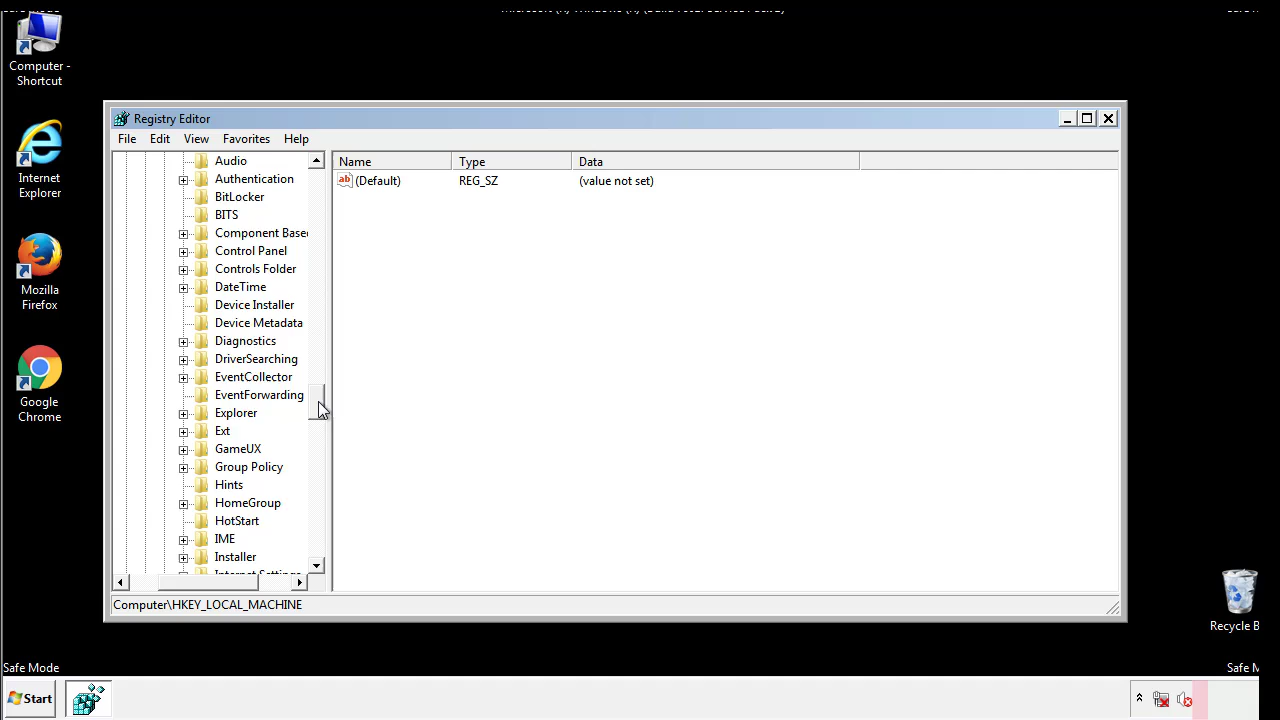 Computer -
Shortcut
Internet
Explorer
Mozilla
Firefox
Google
Chrome
Registry Editor
File Edit View Favorites Help
Audio
Authentication
BitLocker
BITS
Component Base
Control Panel
Controls Folder
DateTime
Device Installer
Device Metadata
Diagnostics
DriverSearching
EventCollector
EventForwarding
Explorer
Ext
GameUX
Group Policy
Hints
HomeGroup
HotStart
IME
Installer
Internet Settings
Name Type Data
ab (Default) REG_SZ (value not set)
Computer\HKEY_LOCAL_MACHINE
Recycle B
Safe Mode
Safe M
Start